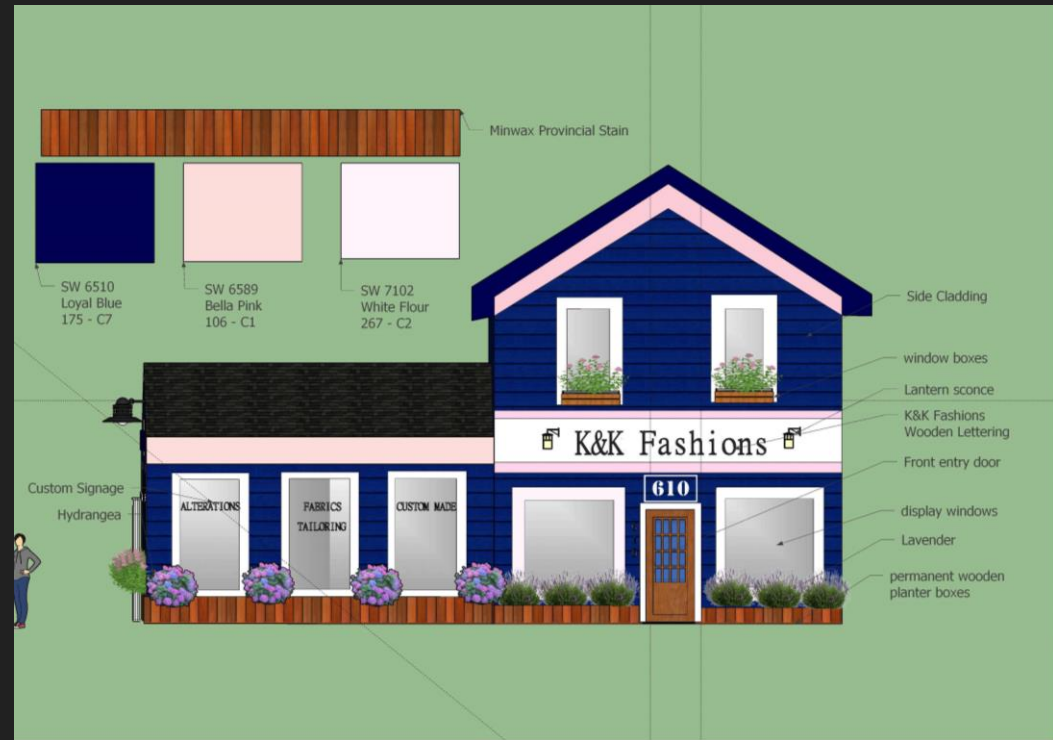 Minwax Provincial Stain
SW 6510
Loyal Blue
175 - C7
SW 6589
Bella Pink
106 - C1
SW 7102
White Flour
267 - C2
Side Cladding
window boxes
Lantern sconce
K&K Fashions
Wooden Lettering
Front entry door
display windows
Lavender
permanent wooden
planter boxes
K&K Fashions
610
Custom Signage
Hydrangea
ALTERATIONS
FABRICS
TAILORING
CUSTOM MADE